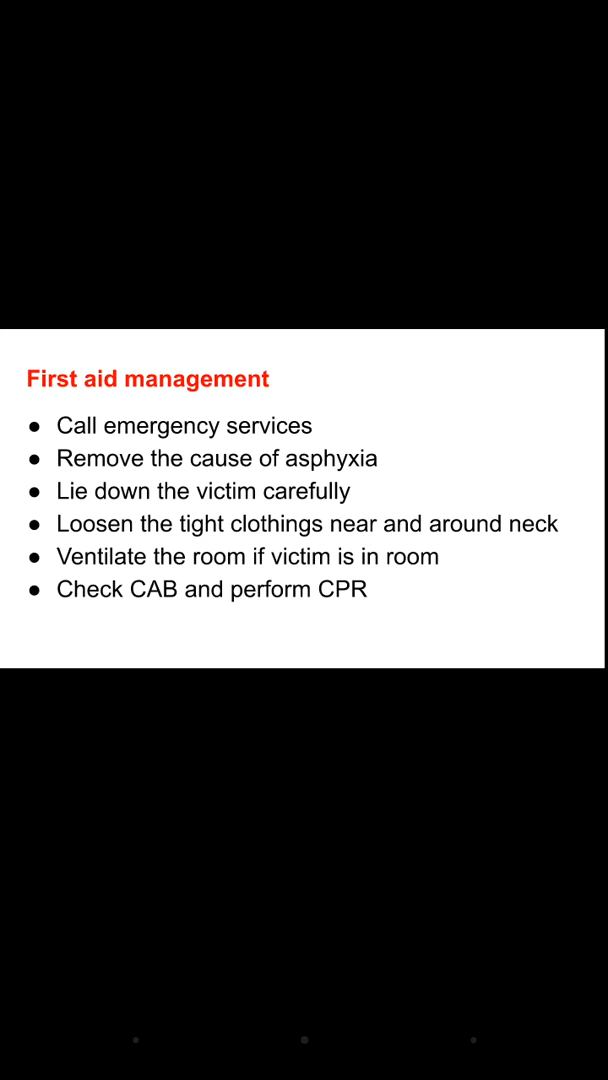 First aid management
● Call emergency services
● Remove the cause of asphyxia
● Lie down the victim carefully
● Loosen the tight clothings near and around neck
● Ventilate the room if victim is in room
● Check CAB and perform CPR